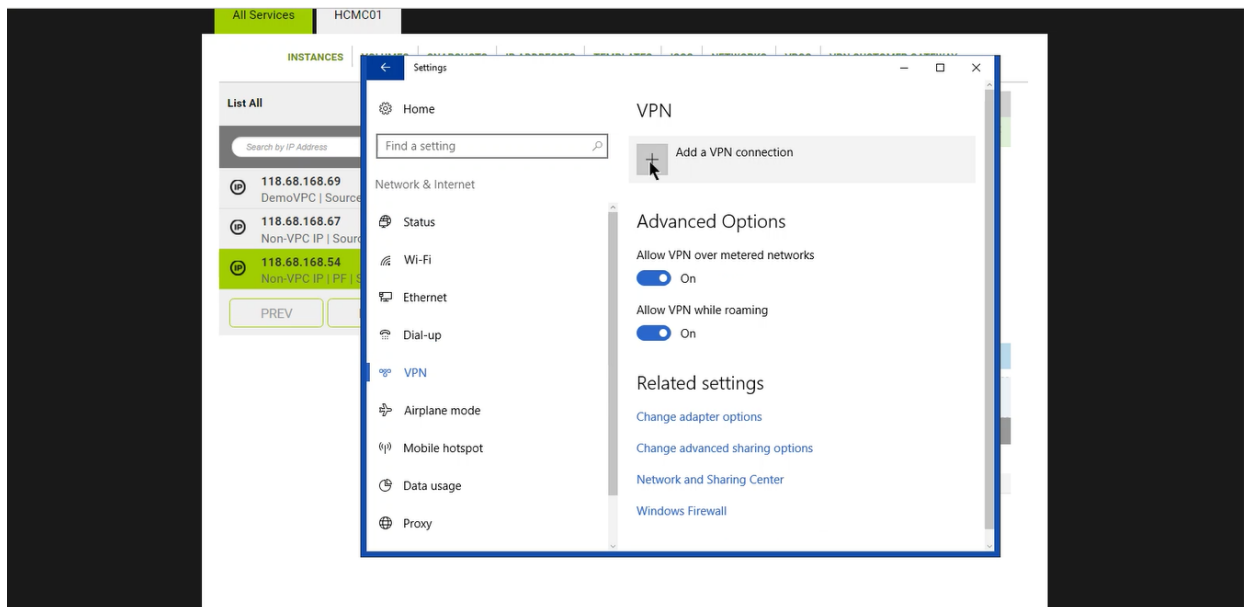 All Services
HCMC01
INSTANCES
List All
Search by IP Address
118.68.168.69
DemoVPC | Source
118.68.168.67
Non-VPC IP |
118.68.168.54
Non-VPC IP | PF |
PREV
Settings
Home
Find a setting
Network & Internet
Status
Wi-Fi
Ethernet
Dial-up
VPN
Airplane mode
Mobile hotspot
Data usage
Proxy
VPN
Add a VPN connection
Advanced Options
Allow VPN over metered networks
On
Allow VPN while roaming
On
Related settings
Change adapter options
Change advanced sharing options
Network and Sharing Center
Windows Firewall